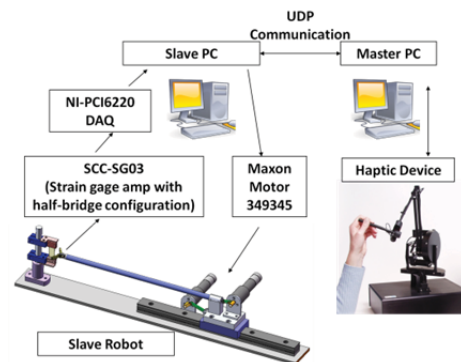 UDP
Communication
Slave PC
Master PC
NI-PCI6220
DAQ
SCC-SG03
(Strain gage amp with
half-bridge configuration)
Maxon
Motor
349345
Haptic Device
Slave Robot